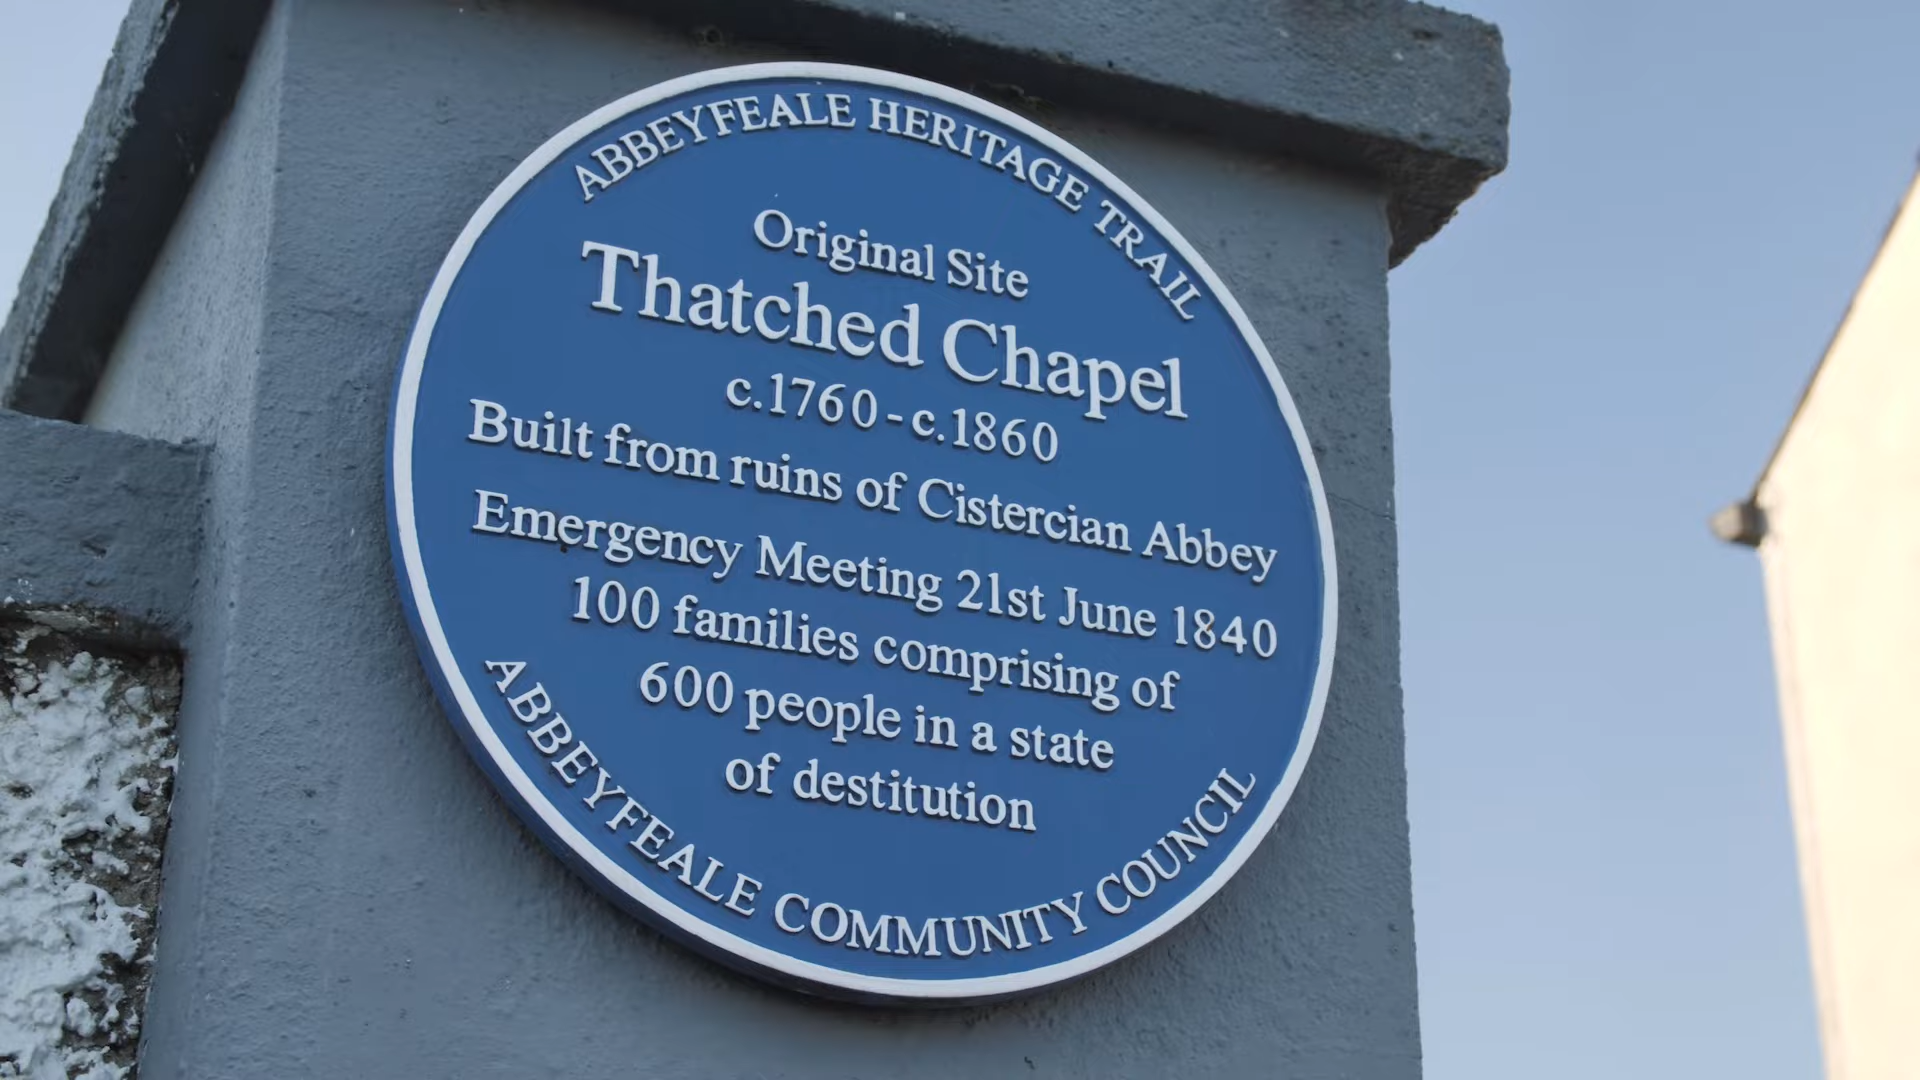 ABBEYFEALE HERITAGE TRAIL
Original Site
Thatched Chapel
c.1760-c.1860
Built from ruins of Cistercian Abbey
Emergency Meeting 21st June 1840
100 families comprising of
600 people in a state
of destitution
ABBEYFEALE COMMUNITY COUNCIL